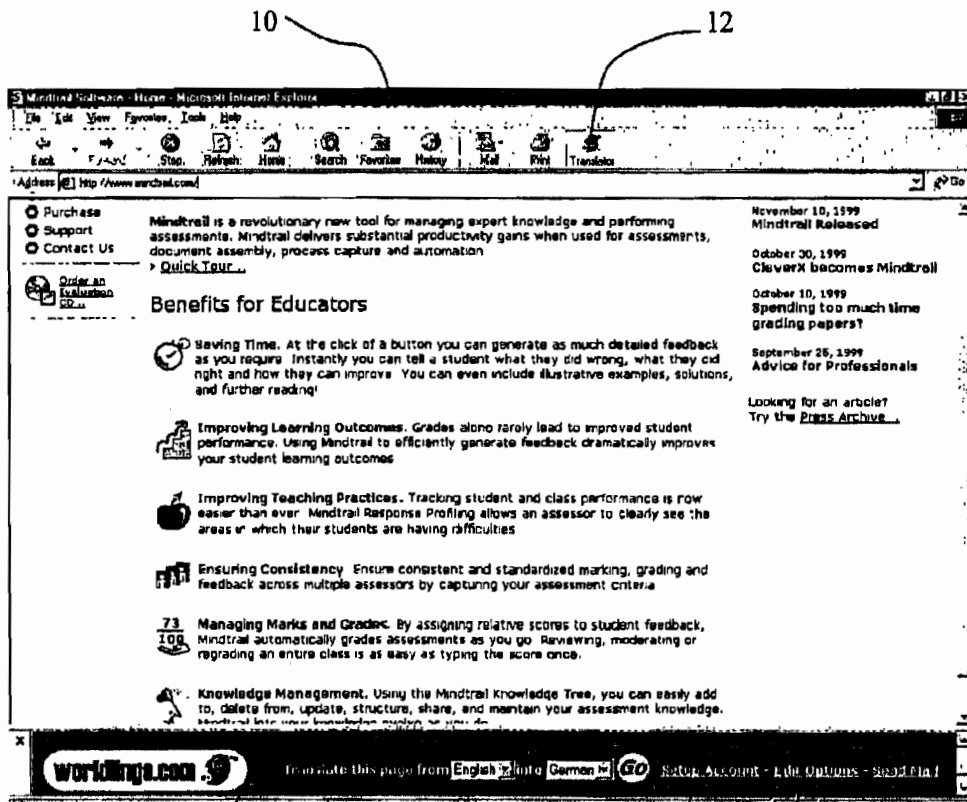 10 12
Mindtrail Software - Home - Microsoft Internet Explorer
File Edit View Favorites Tools Help
Back Forward Stop Refresh Home Search Favorites History Mail Print Translator
Address http://www.mindtrail.com/ Go
Purchase
Support
Contact Us
Order an
Evaluation
CD ..
Mindtrail is a revolutionary new tool for managing expert knowledge and performing
assessments. Mindtrail delivers substantial productivity gains when used for assessments,
document assembly, process capture and automation
› Quick Tour ..
Benefits for Educators
Saving Time. At the click of a button you can generate as much detailed feedback
as you require Instantly you can tell a student what they did wrong, what they did
right and how they can improve You can even include illustrative examples, solutions,
and further reading!
Improving Learning Outcomes. Grades alone rarely lead to improved student
performance. Using Mindtrail to efficiently generate feedback dramatically improves
your student learning outcomes
Improving Teaching Practices. Tracking student and class performance is now
easier than ever Mindtrail Response Profiling allows an assessor to clearly see the
areas in which their students are having difficulties
Ensuring Consistency Ensure consistent and standardized marking, grading and
feedback across multiple assessors by capturing your assessment criteria
73
100
Managing Marks and Grades. By assigning relative scores to student feedback,
Mindtrail automatically grades assessments as you go Reviewing, moderating or
regrading an entire class is as easy as typing the score once.
Knowledge Management. Using the Mindtrail Knowledge Tree, you can easily add
to, delete from, update, structure, share, and maintain your assessment knowledge.
November 10, 1999
Mindtrail Released
October 30, 1999
CleverX becomes Mindtrail
October 10, 1999
Spending too much time
grading papers?
September 25, 1999
Advice for Professionals
Looking for an article?
Try the Press Archive ..
x
worldlingo.com Translate this page from English into German GO Setup Account - Edit Options - Send Mail